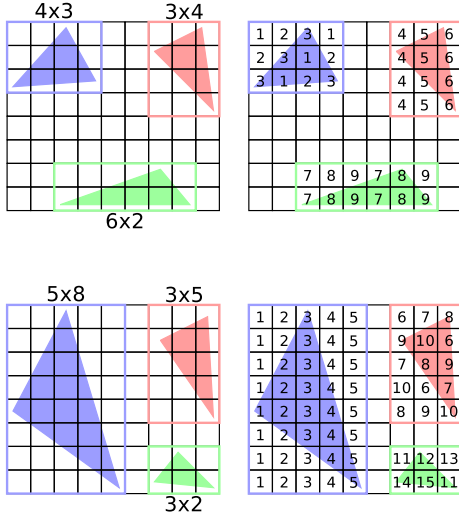 4x3 3x4
1 2 3 1 4 5 6
2 3 1 2 4 5 6
3 1 2 3 4 5 6
4 5 6
7 8 9 7 8 9
7 8 9 7 8 9
6x2
5x8 3x5
1 2 3 4 5 6 7 8
1 2 3 4 5 9 10 6
1 2 3 4 5 7 8 9
1 2 3 4 5 10 6 7
1 2 3 4 5 8 9 10
1 2 3 4 5
1 2 3 4 5 11 12 13
1 2 3 4 5 14 15 11
3x2